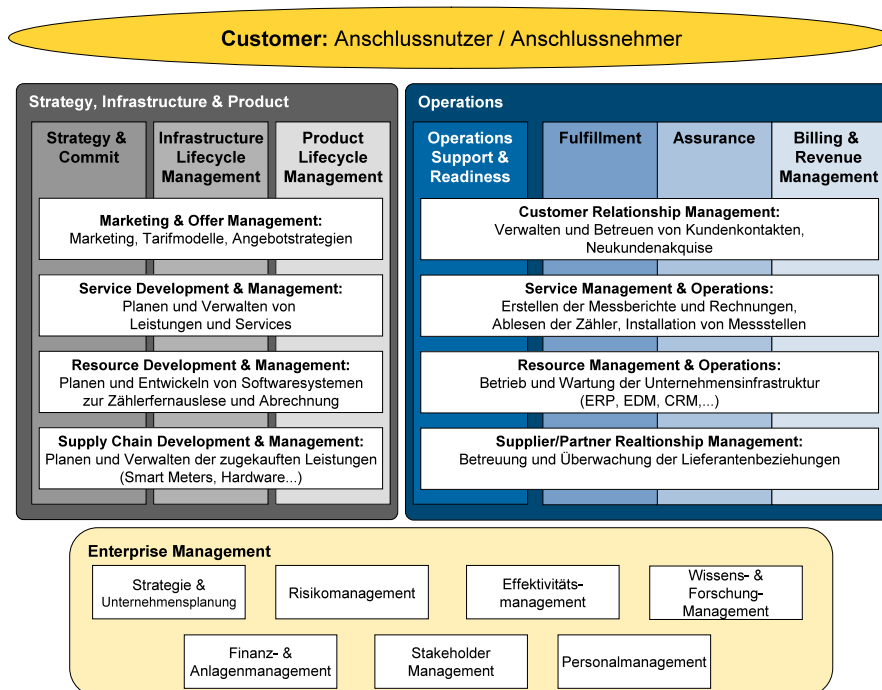 Customer: Anschlussnutzer / Anschlussnehmer
Strategy, Infrastructure & Product
Strategy &
Commit
Infrastructure
Lifecycle
Management
Product
Lifecycle
Management
Marketing & Offer Management:
Marketing, Tarifmodelle, Angebotstrategien
Service Development & Management:
Planen und Verwalten von
Leistungen und Services
Resource Development & Management:
Planen und Entwickeln von Softwaresystemen
zur Zählerfernauslese und Abrechnung
Supply Chain Development & Management:
Planen und Verwalten der zugekauften Leistungen
(Smart Meters, Hardware...)
Operations
Operations
Support &
Readiness
Fulfillment
Assurance
Billing &
Revenue
Management
Customer Relationship Management:
Verwalten und Betreuen von Kundenkontakten,
Neukundenakquise
Service Management & Operations:
Erstellen der Messberichte und Rechnungen,
Ablesen der Zähler, Installation von Messstellen
Resource Management & Operations:
Betrieb und Wartung der Unternehmensinfrastruktur
(ERP, EDM, CRM,...)
Supplier/Partner Realtionship Management:
Betreuung und Überwachung der Lieferantenbeziehungen
Enterprise Management
Strategie &
Unternehmensplanung
Risikomanagement
Effektivitäts-
management
Wissens- &
Forschung-
Management
Finanz- &
Anlagenmanagement
Stakeholder
Management
Personalmanagement